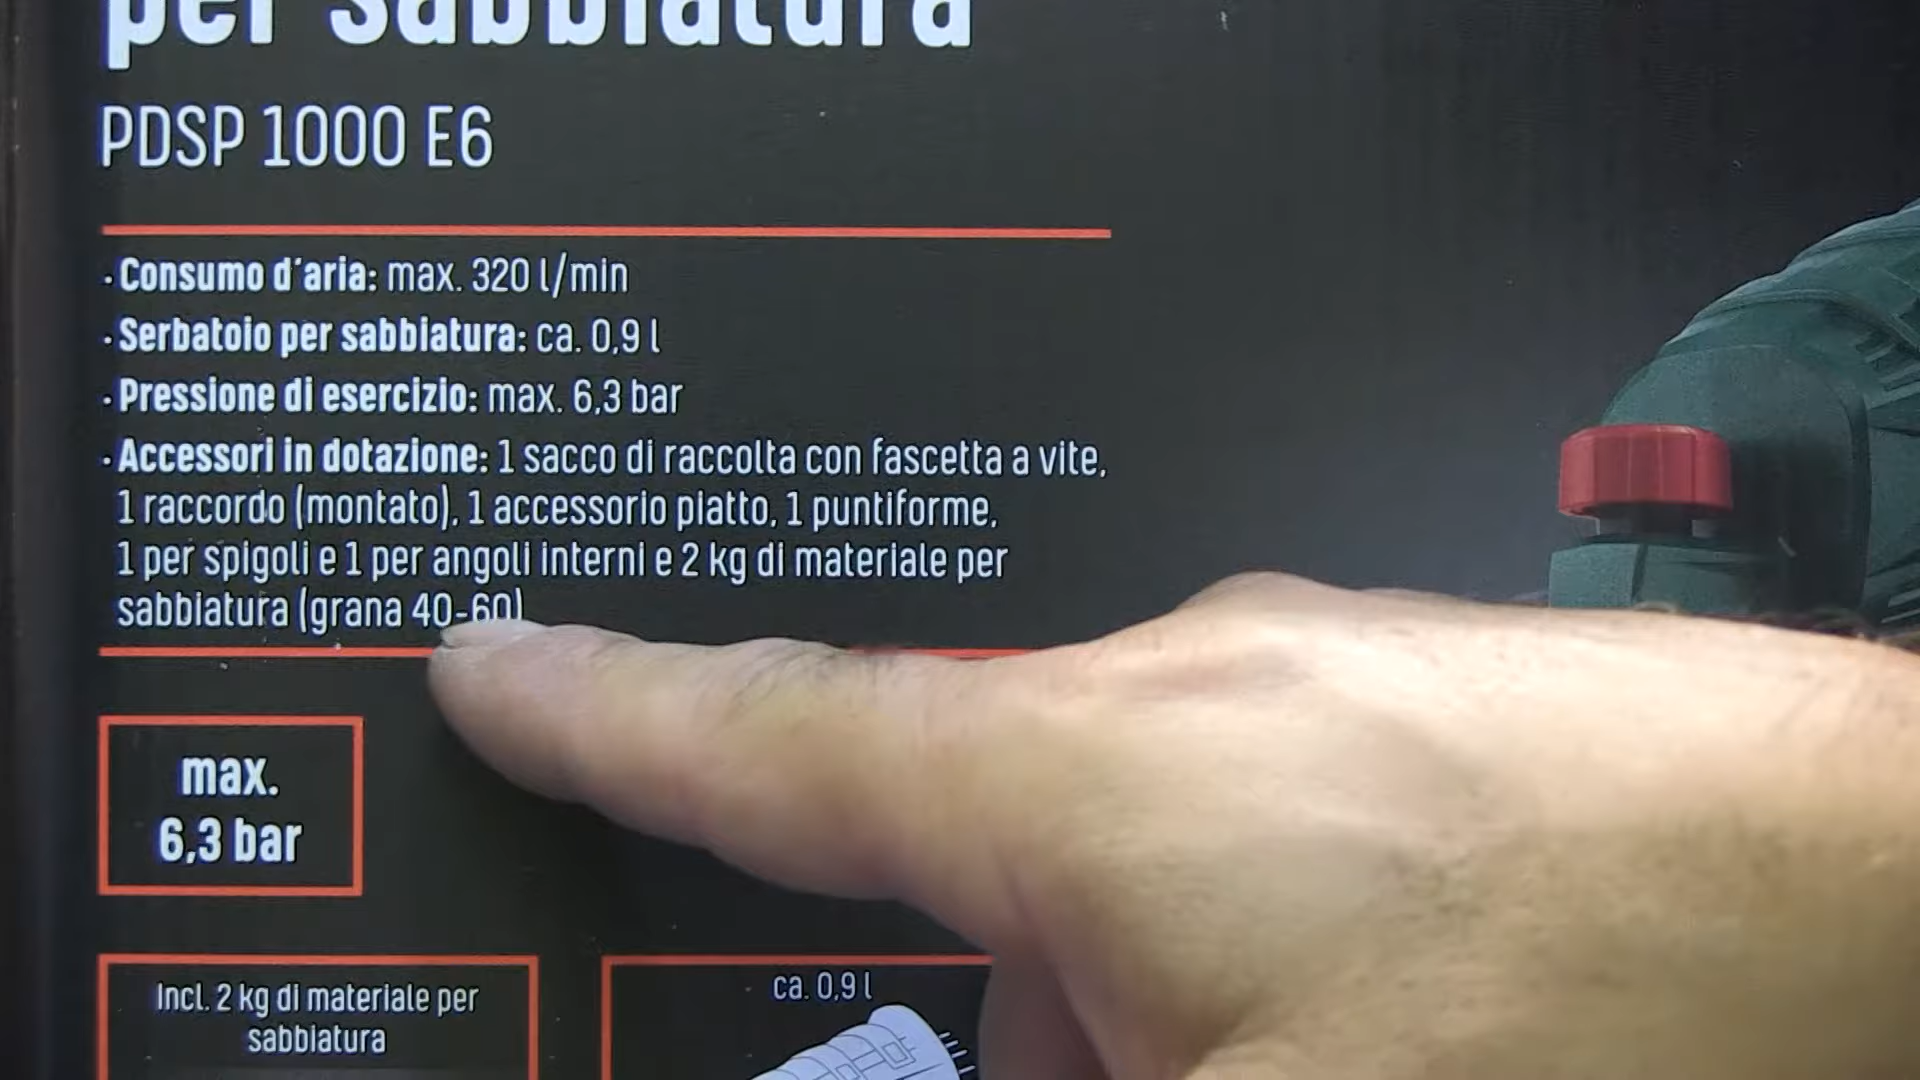 per sabbiatura
PDSP 1000 E6
· Consumo d'aria: max. 320 l/min
· Serbatoio per sabbiatura: ca. 0,9 l
· Pressione di esercizio: max. 6,3 bar
· Accessori in dotazione: 1 sacco di raccolta con fascetta a vite,
1 raccordo (montato), 1 accessorio piatto, 1 puntiforme,
1 per spigoli e 1 per angoli interni e 2 kg di materiale per
sabbiatura (grana 40-60)
max.
6,3 bar
Incl. 2 kg di materiale per
sabbiatura
ca. 0,9 l